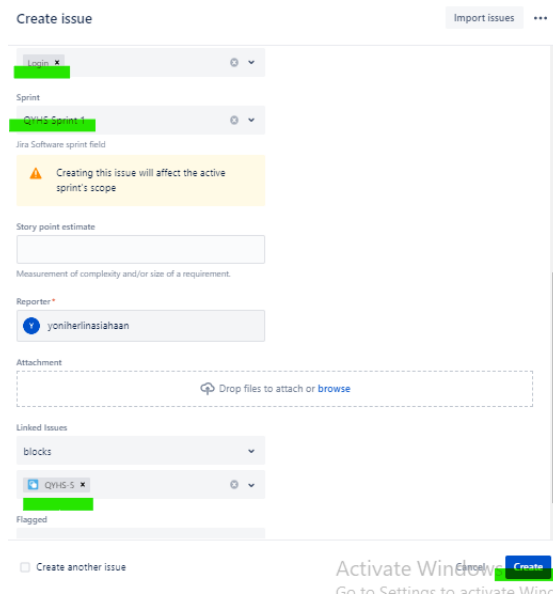 Create issue
Import issues
Login ×
Sprint
QYHS Sprint 1
Jira Software sprint field
Creating this issue will affect the active
sprint's scope
Story point estimate
Measurement of complexity and/or size of a requirement.
Reporter *
Y yoniherlinasiahaan
Attachment
Drop files to attach or browse
Linked Issues
blocks
QYHS-5 ×
Flagged
Create another issue
Cancel
Create
Activate Windows
Go to Settings to activate Wind